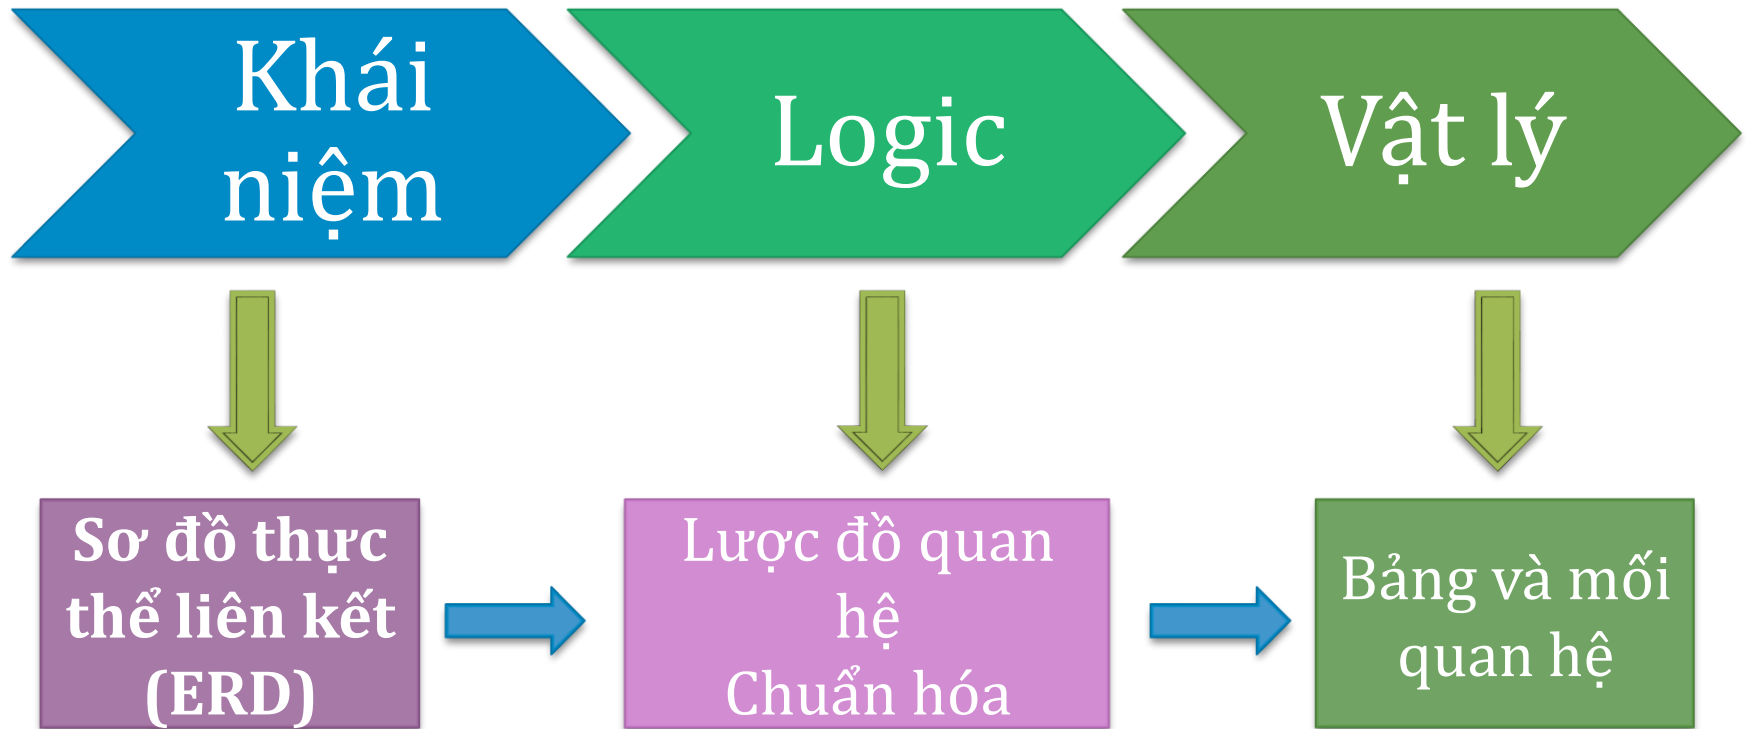 Khái
niệm
Logic
Vật lý
Sơ đồ thực
thể liên kết
(ERD)
Lược đồ quan
hệ
Chuẩn hóa
Bảng và mối
quan hệ